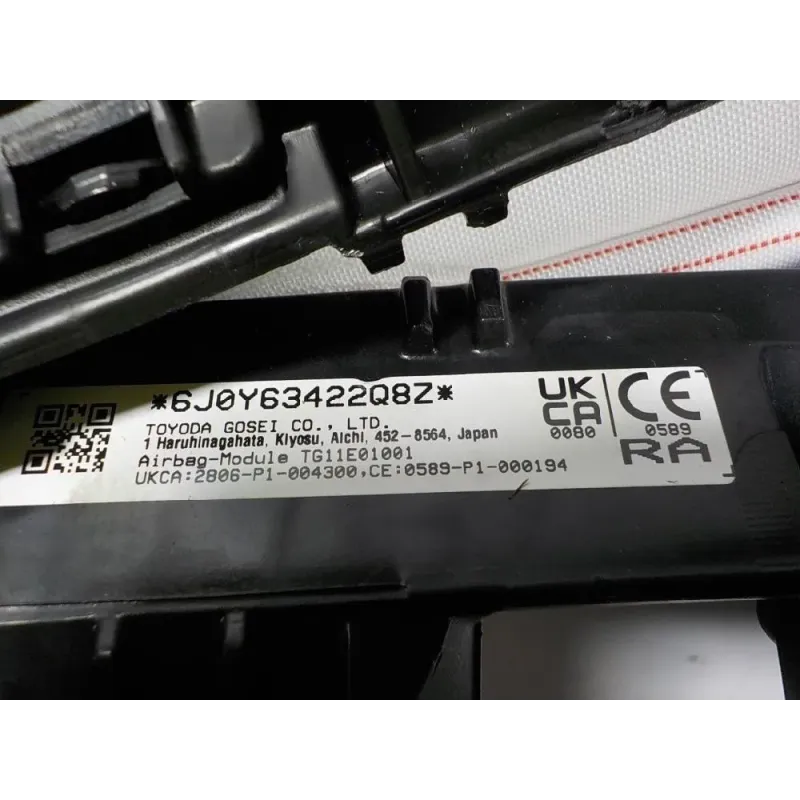 *6J0Y63422Q8Z*
TOYODA GOSEI CO., LTD.
1 Haruhinagahata, Kiyosu, Aichi, 452-8564, Japan
Airbag-Module TG11E01001
UKCA:2806-P1-004300,CE:0589-P1-000194
UK
CA
0080
CE
0589
RA